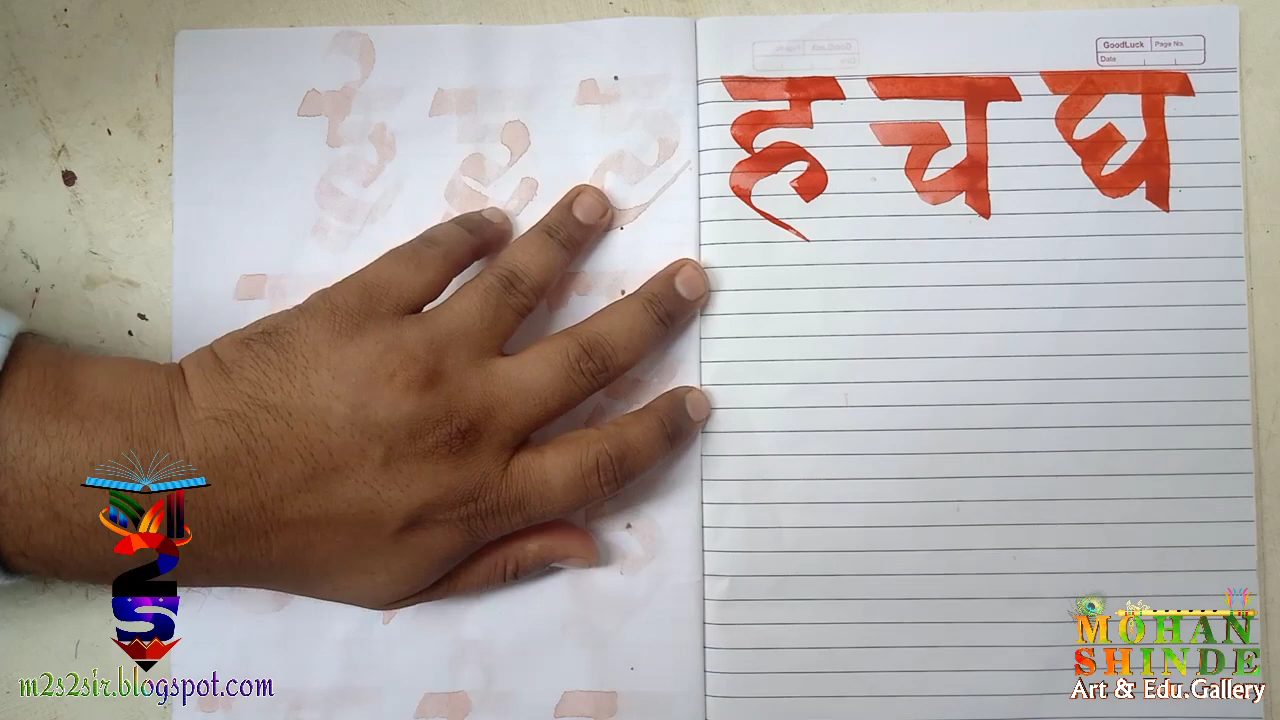 GoodLuck Page No.
Date
ह च घ
m2s2sir.blogspot.com
MOHAN
SHINDE
Art & Edu.Gallery